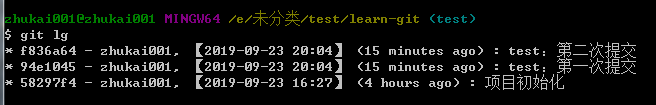 zhukai001@zhukai001 MINGW64 /e/未分类/test/learn-git (test)
$ git lg
* f836a64 - zhukai001, 【2019-09-23 20:04】 (15 minutes ago) : test: 第二次提交
* 94e1045 - zhukai001, 【2019-09-23 20:04】 (15 minutes ago) : test: 第一次提交
* 58297f4 - zhukai001, 【2019-09-23 16:27】 (4 hours ago) : 项目初始化